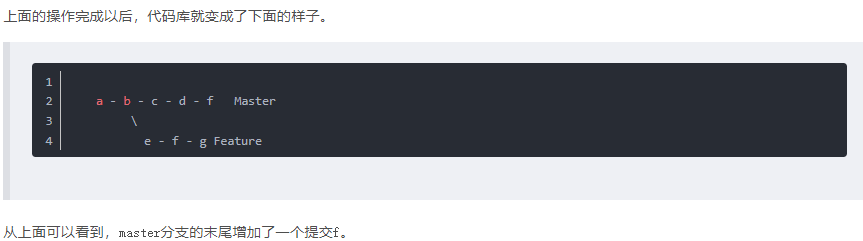 上面的操作完成以后，代码库就变成了下面的样子。
1
2 a - b - c - d - f Master
3 \
4 e - f - g Feature
从上面可以看到，master分支的末尾增加了一个提交f。